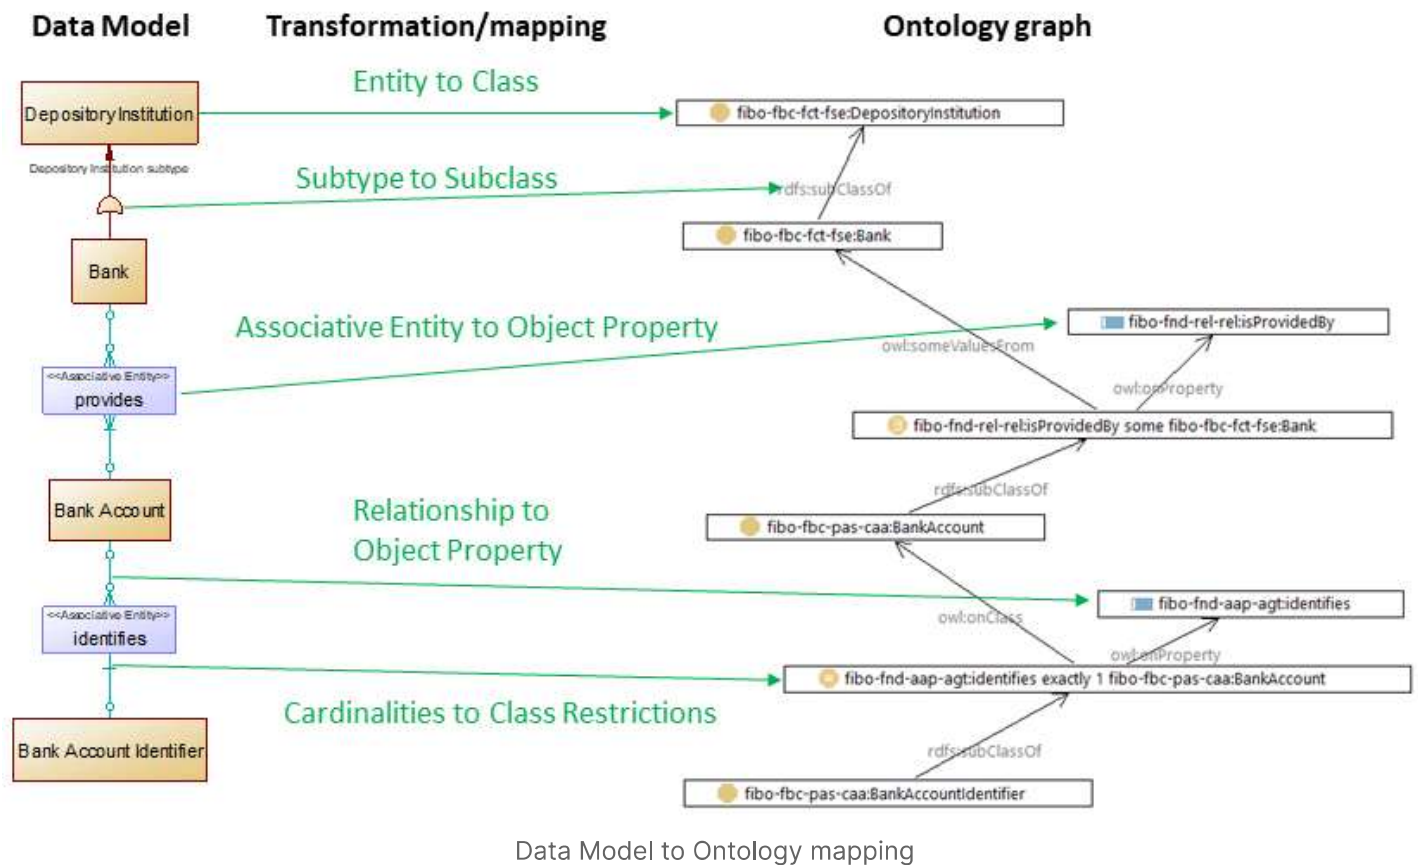 Data Model
Transformation/mapping
Ontology graph
Entity to Class
Depository Institution
fibo-fbc-fct-fse:DepositoryInstitution
Depository Institution subtype
Subtype to Subclass
rdfs:subClassOf
fibo-fbc-fct-fse:Bank
Bank
Associative Entity to Object Property
fibo-fnd-rel-rel:isProvidedBy
owl:someValuesFrom
<<Associative Entity>>
provides
owl:onProperty
fibo-fnd-rel-rel:isProvidedBy some fibo-fbc-fct-fse:Bank
rdfs:subClassOf
Bank Account
Relationship to
Object Property
fibo-fbc-pas-caa:BankAccount
fibo-fnd-aap-agt:identifies
<<Associative Entity>>
identifies
owl:onClass
owl:onProperty
fibo-fnd-aap-agt:identifies exactly 1 fibo-fbc-pas-caa:BankAccount
Cardinalities to Class Restrictions
Bank Account Identifier
rdfs:subClassOf
fibo-fbc-pas-caa:BankAccountIdentifier
Data Model to Ontology mapping